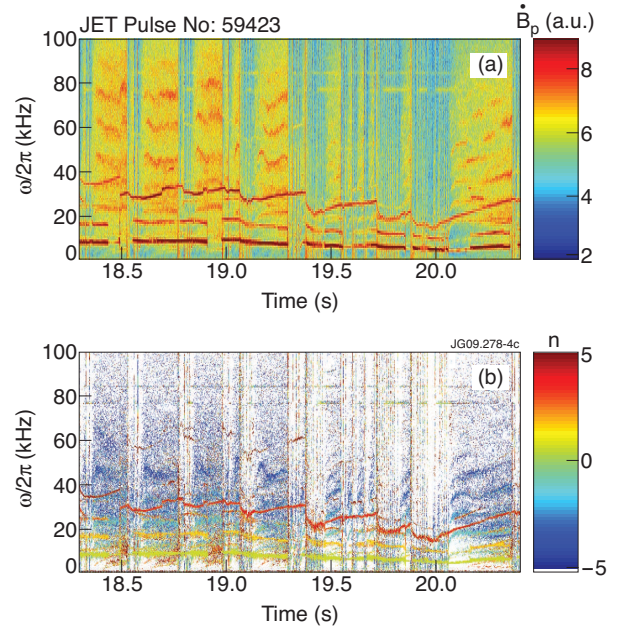 JET Pulse No: 59423
Ḃp (a.u.)
(a)
100
80
60
40
20
0
ω/2π (kHz)
18.5
19.0
19.5
20.0
Time (s)
8
6
4
2
JG09.278-4c
n
(b)
100
80
60
40
20
0
ω/2π (kHz)
18.5
19.0
19.5
20.0
Time (s)
5
0
−5